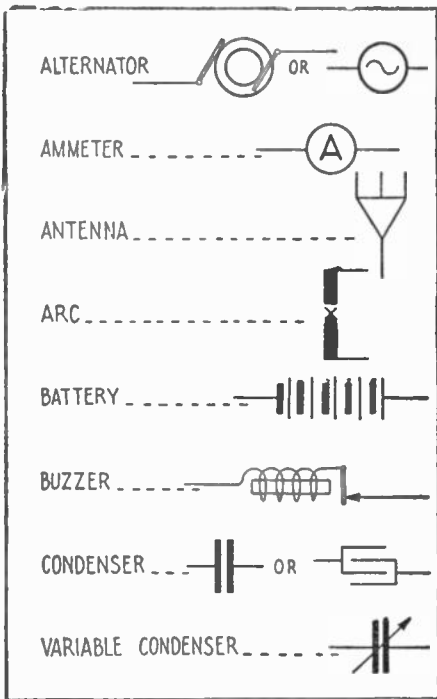 ALTERNATOR OR
AMMETER A
ANTENNA
ARC
BATTERY
BUZZER
CONDENSER OR
VARIABLE CONDENSER